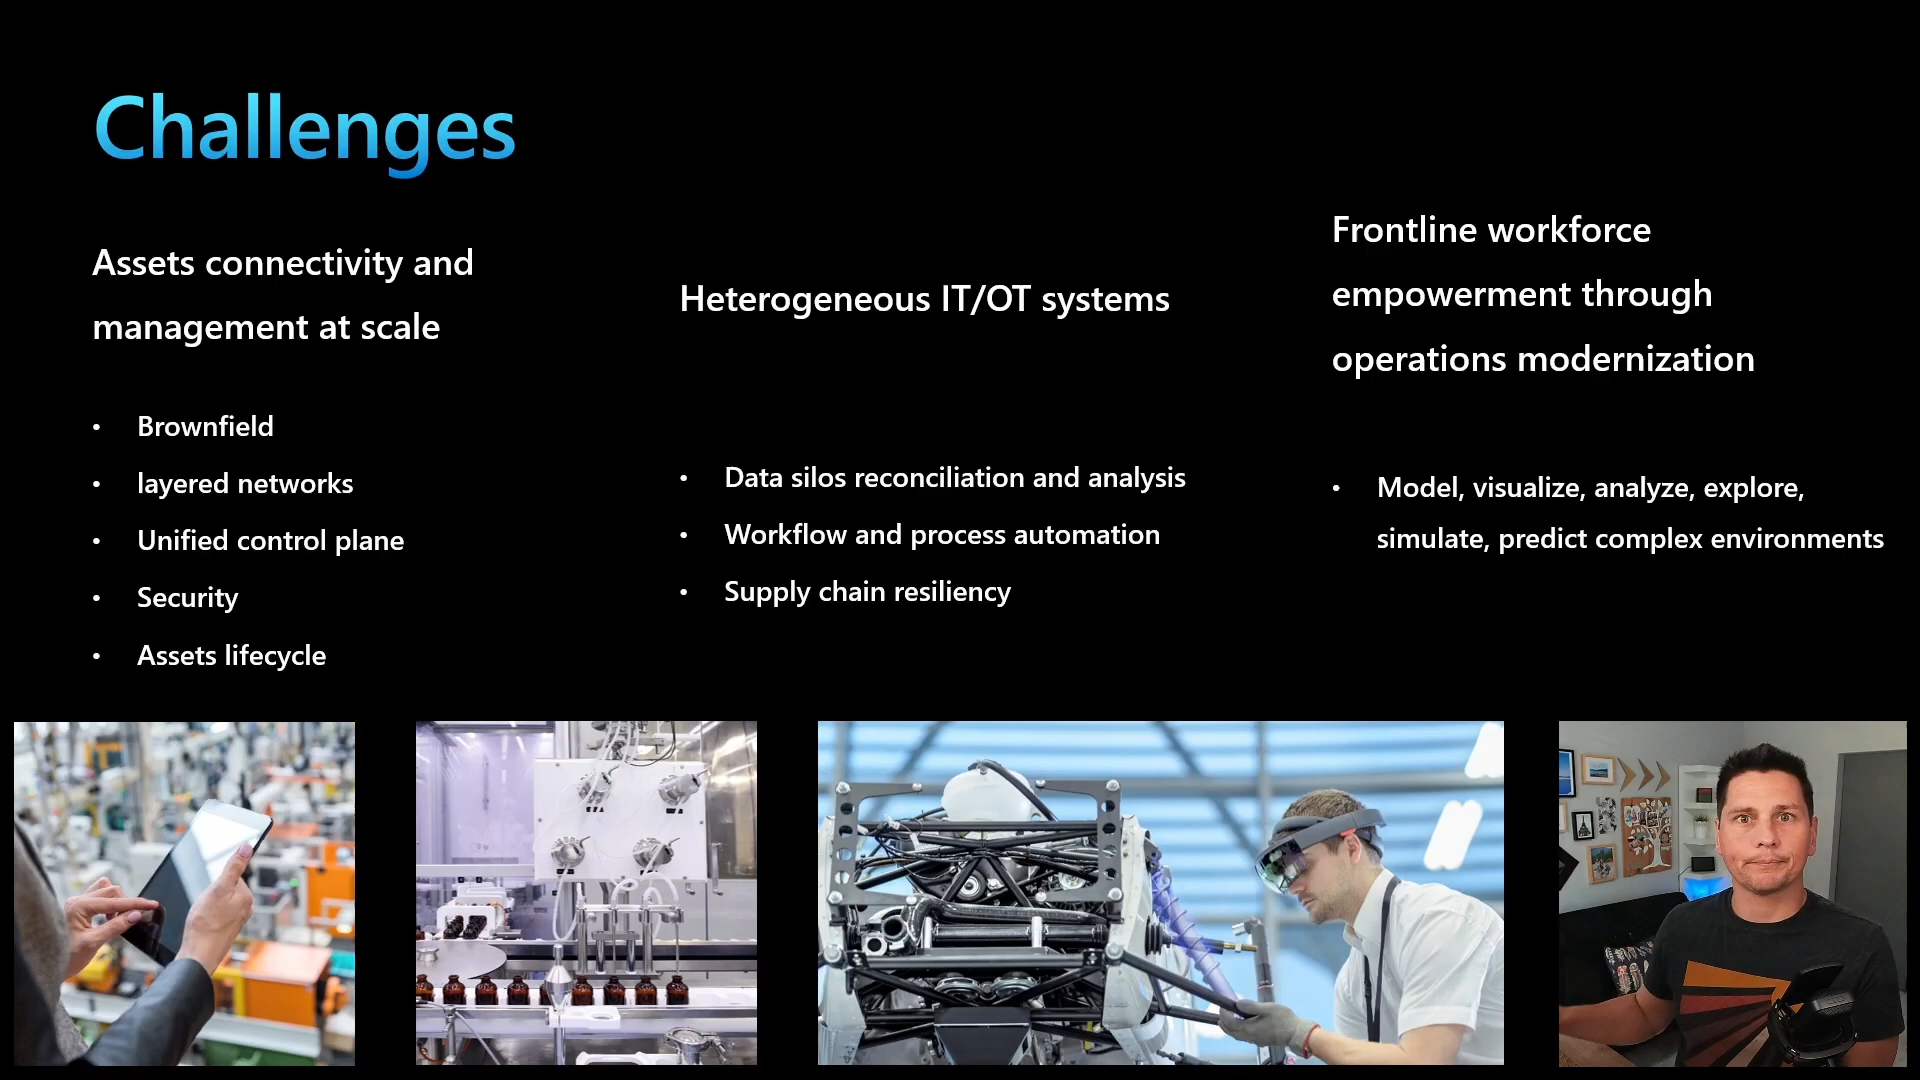 Challenges
Assets connectivity and
management at scale
• Brownfield
• layered networks
• Unified control plane
• Security
• Assets lifecycle
Heterogeneous IT/OT systems
• Data silos reconciliation and analysis
• Workflow and process automation
• Supply chain resiliency
Frontline workforce
empowerment through
operations modernization
• Model, visualize, analyze, explore,
simulate, predict complex environments